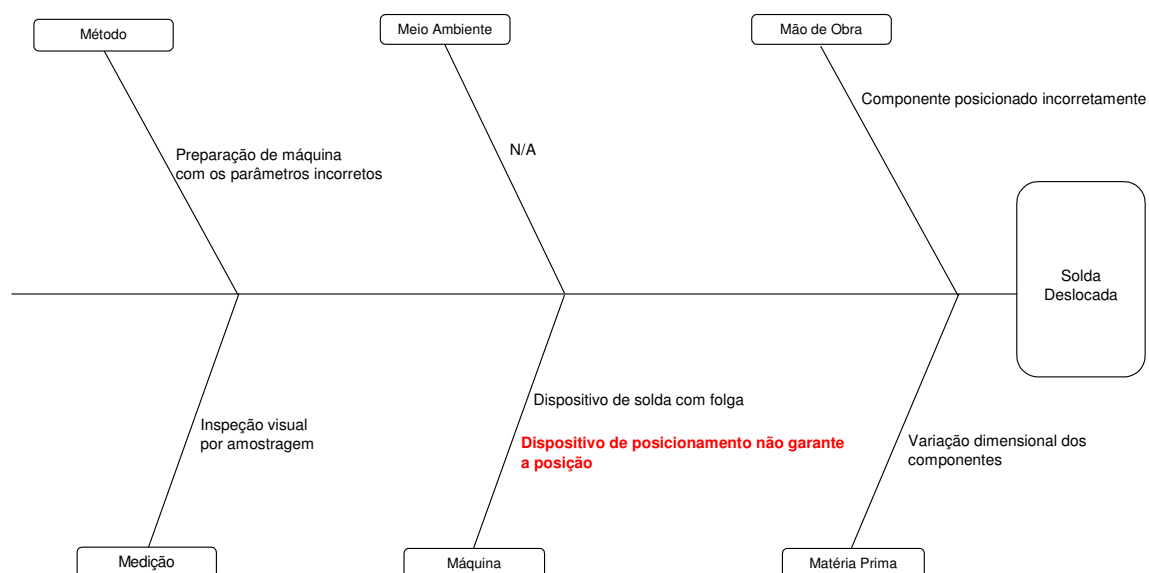 Método
Meio Ambiente
Mão de Obra
Componente posicionado incorretamente
Preparação de máquina
com os parâmetros incorretos
N/A
Solda
Deslocada
Inspeção visual
por amostragem
Dispositivo de solda com folga
Dispositivo de posicionamento não garante
a posição
Variação dimensional dos
componentes
Medição
Máquina
Matéria Prima